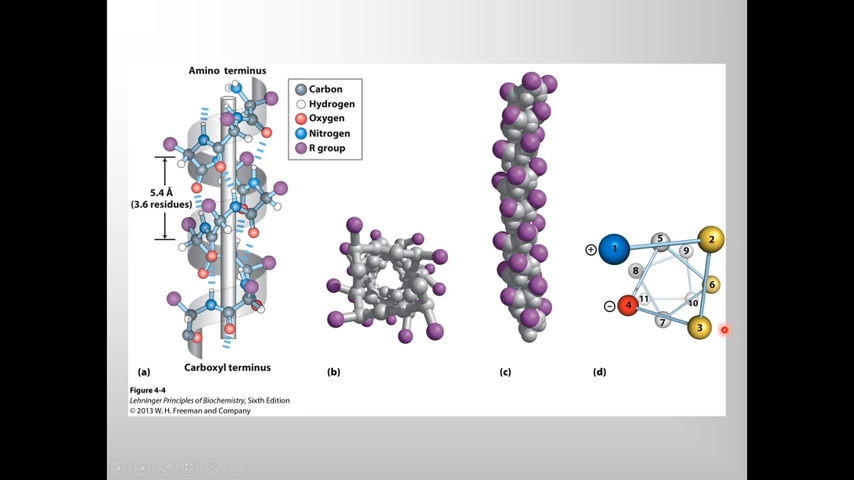 Amino terminus
Carbon
Hydrogen
Oxygen
Nitrogen
R group
5.4 Å
(3.6 residues)
Carboxyl terminus
+
1
5
9
2
8
6
−
4
11
10
7
3
(a)
(b)
(c)
(d)
Figure 4-4
Lehninger Principles of Biochemistry, Sixth Edition
© 2013 W. H. Freeman and Company